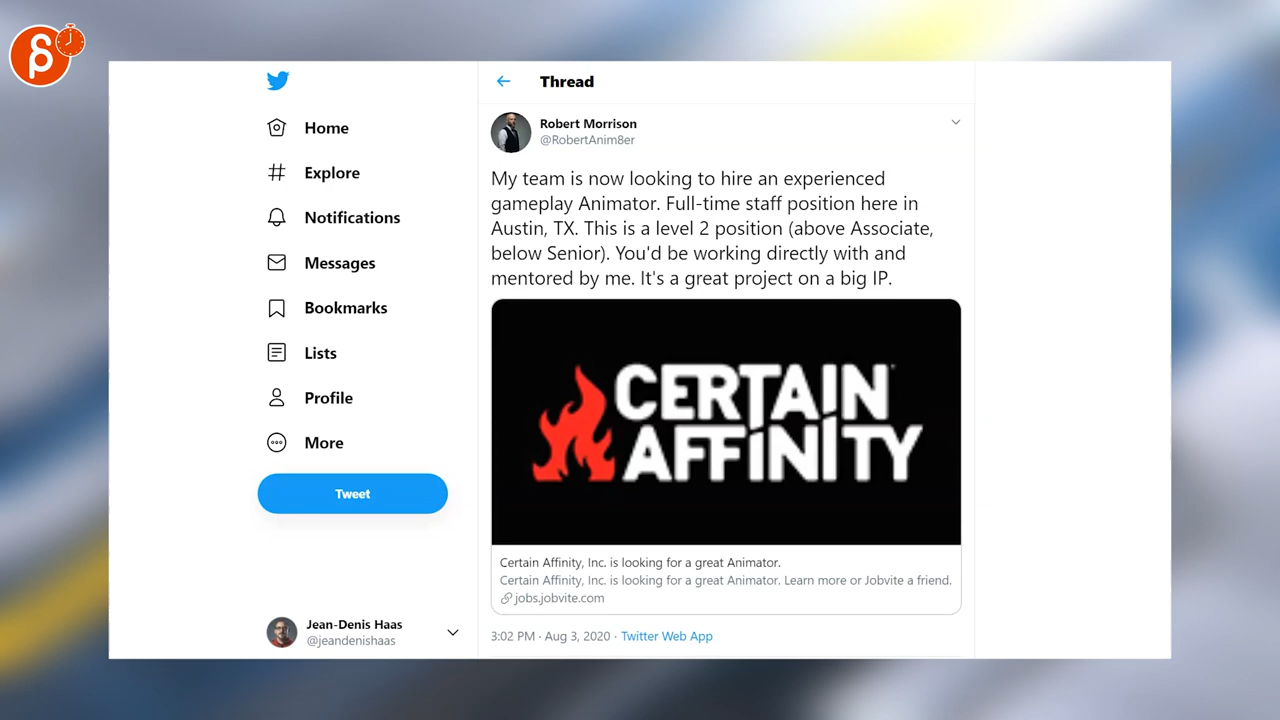 Thread
Home
Explore
Notifications
Messages
Bookmarks
Lists
Profile
More
Tweet
Jean-Denis Haas
@jeandenishaas
Robert Morrison
@RobertAnim8er
My team is now looking to hire an experienced
gameplay Animator. Full-time staff position here in
Austin, TX. This is a level 2 position (above Associate,
below Senior). You'd be working directly with and
mentored by me. It's a great project on a big IP.
CERTAIN
AFFINITY
Certain Affinity, Inc. is looking for a great Animator.
Certain Affinity, Inc. is looking for a great Animator. Learn more or Jobvite a friend.
jobs.jobvite.com
3:02 PM · Aug 3, 2020 · Twitter Web App